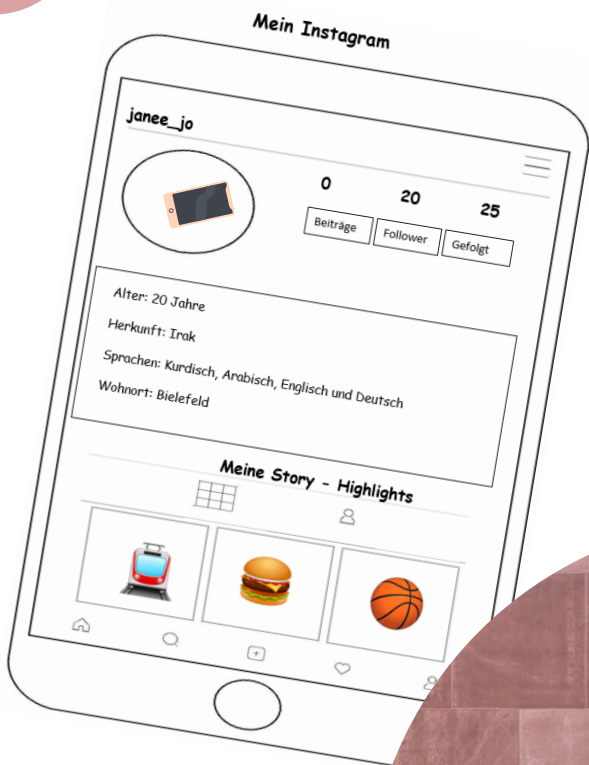 Mein Instagram
janee_jo
0 20 25
Beiträge Follower Gefolgt
Alter: 20 Jahre
Herkunft: Irak
Sprachen: Kurdisch, Arabisch, Englisch und Deutsch
Wohnort: Bielefeld
Meine Story - Highlights